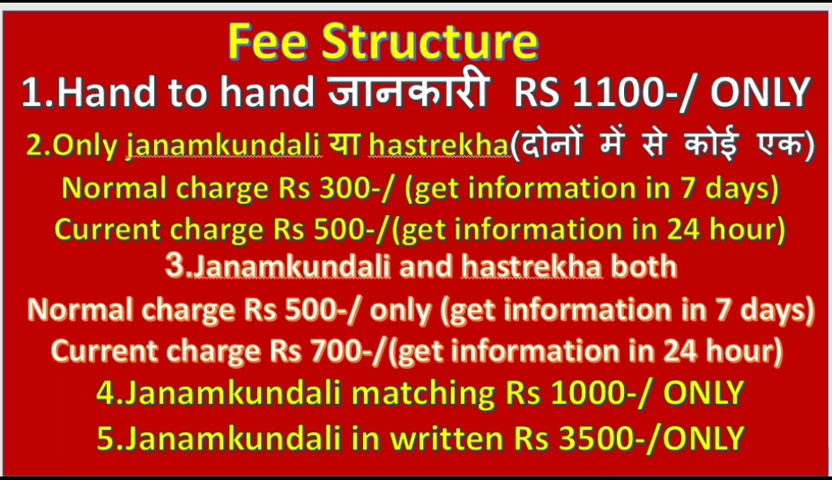 Fee Structure
1.Hand to hand जानकारी RS 1100-/ ONLY
2.Only janamkundali या hastrekha(दोनों में से कोई एक)
Normal charge Rs 300-/ (get information in 7 days)
Current charge Rs 500-/(get information in 24 hour)
3.Janamkundali and hastrekha both
Normal charge Rs 500-/ only (get information in 7 days)
Current charge Rs 700-/(get information in 24 hour)
4.Janamkundali matching Rs 1000-/ ONLY
5.Janamkundali in written Rs 3500-/ONLY